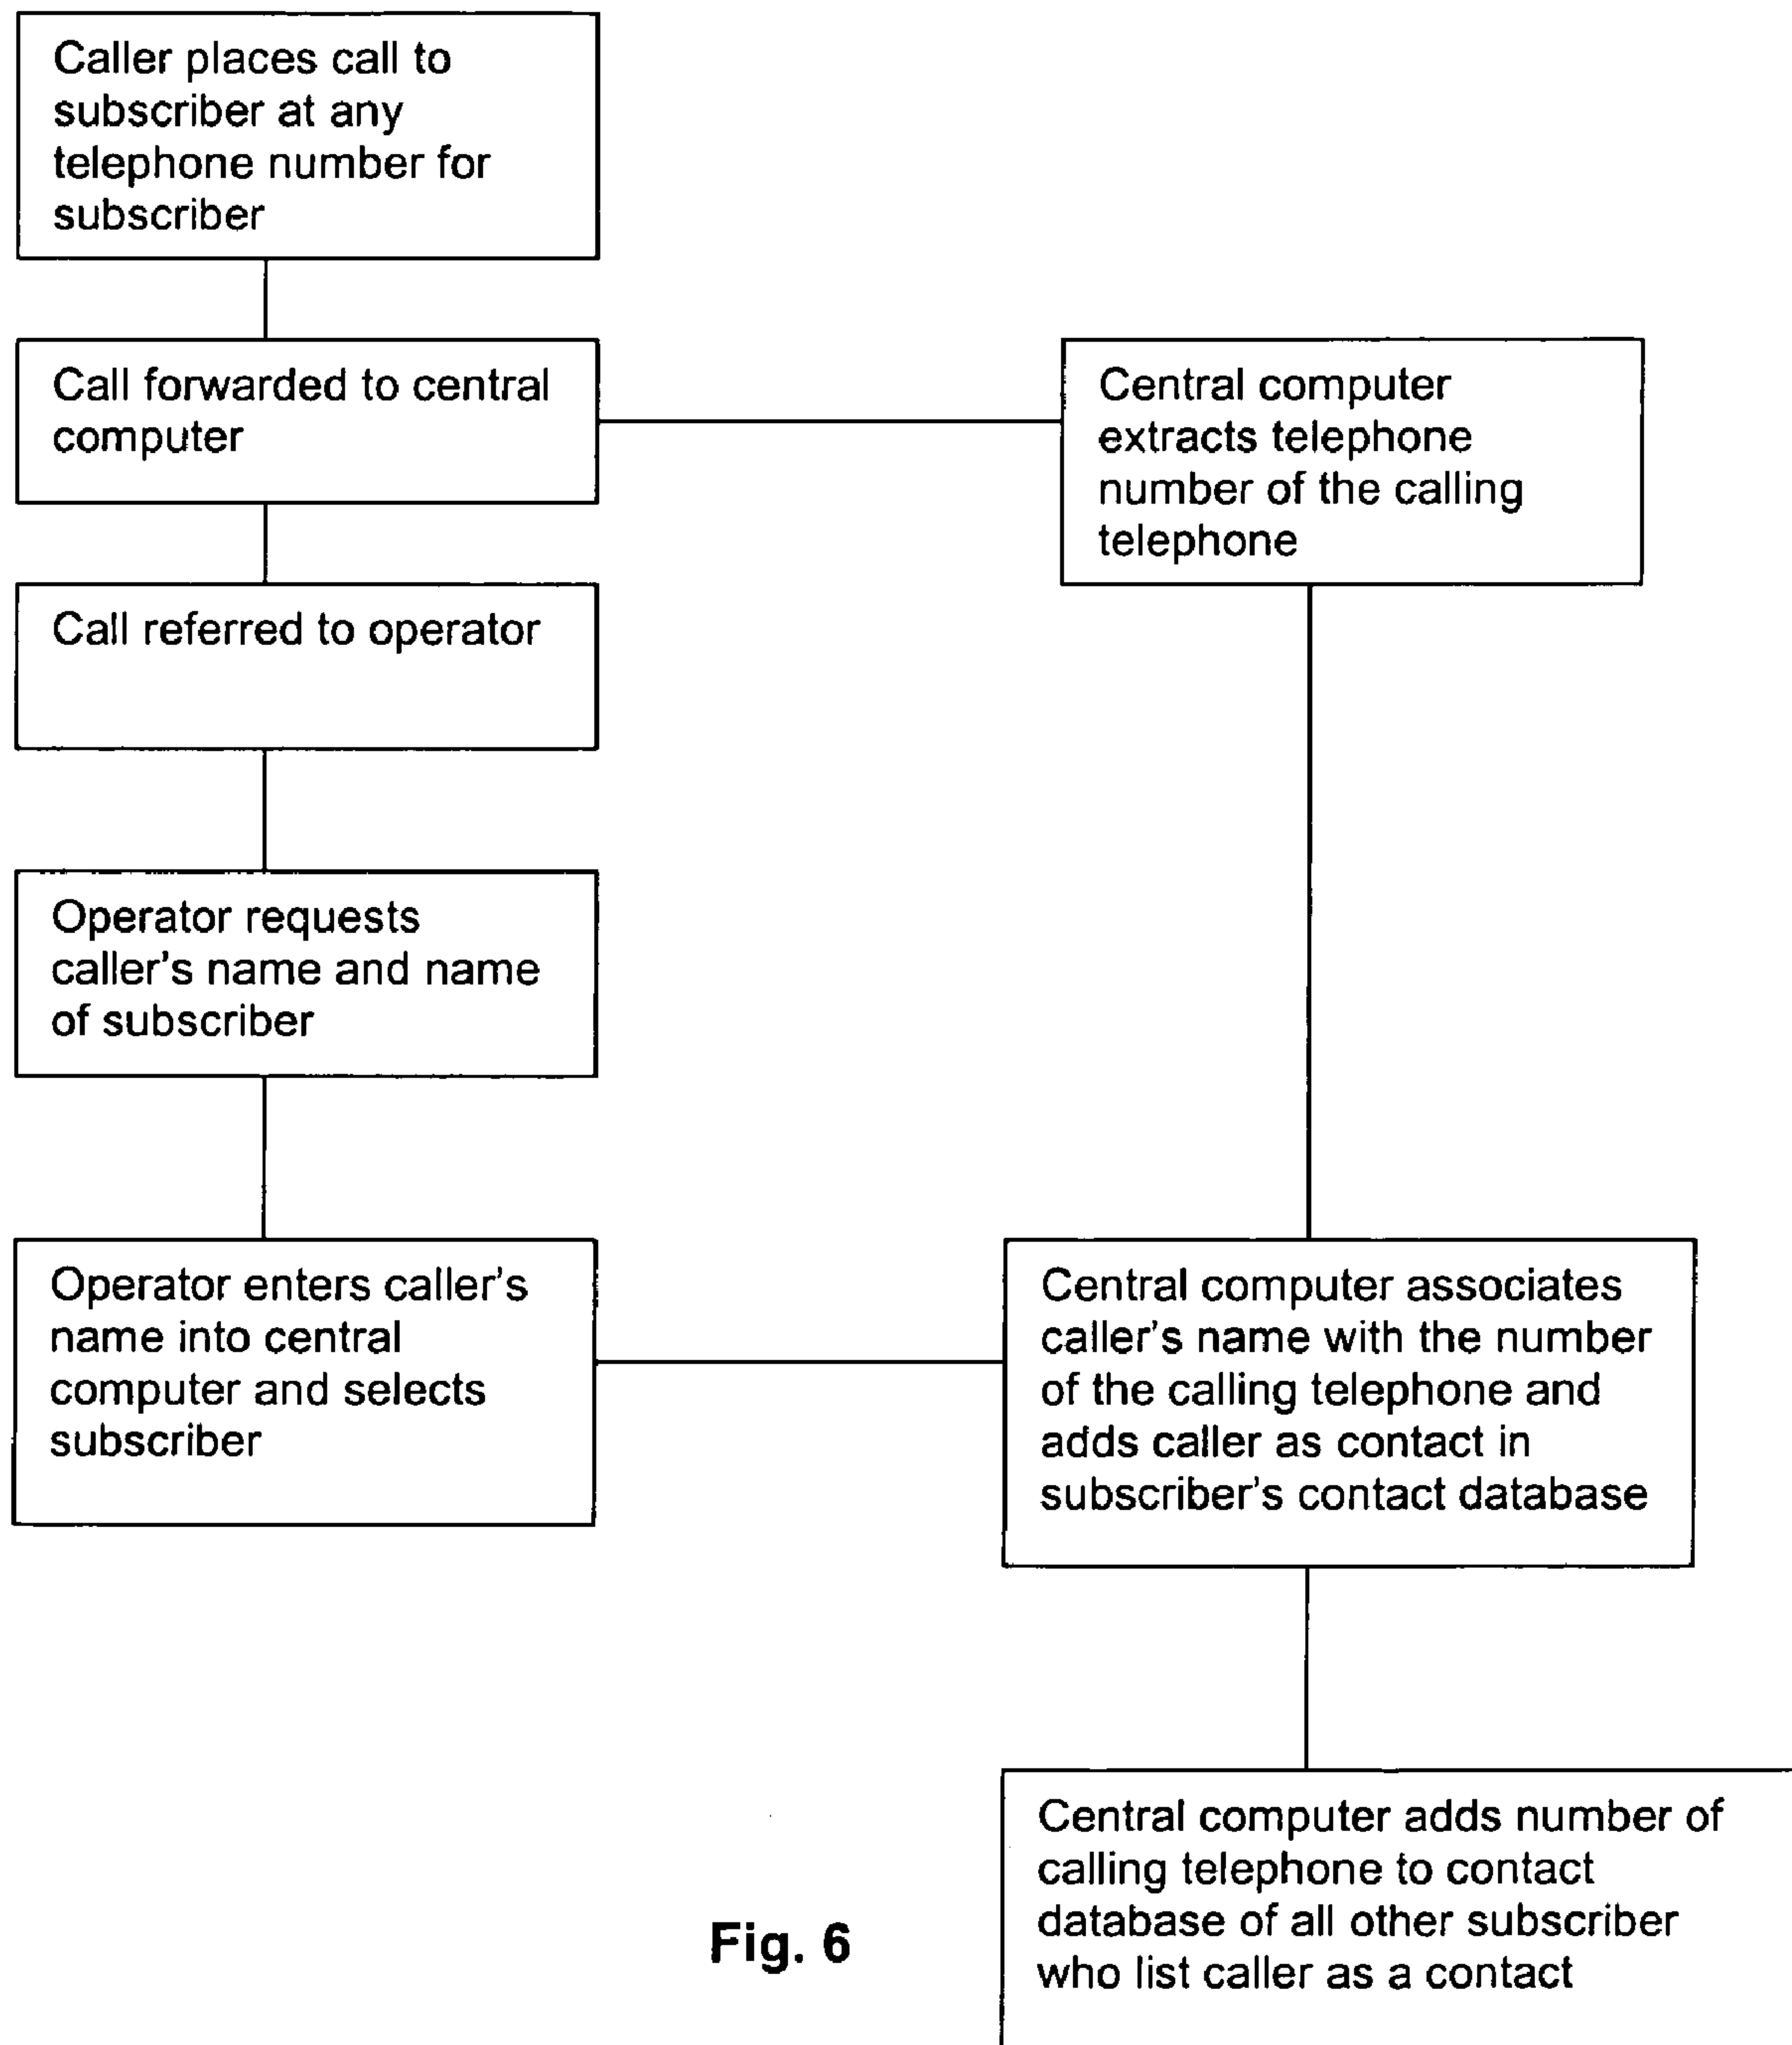 Caller places call to
subscriber at any
telephone number for
subscriber
Call forwarded to central
computer
Central computer
extracts telephone
number of the calling
telephone
Call referred to operator
Operator requests
caller's name and name
of subscriber
Operator enters caller's
name into central
computer and selects
subscriber
Central computer associates
caller's name with the number
of the calling telephone and
adds caller as contact in
subscriber's contact database
Central computer adds number of
calling telephone to contact
database of all other subscriber
who list caller as a contact
Fig. 6